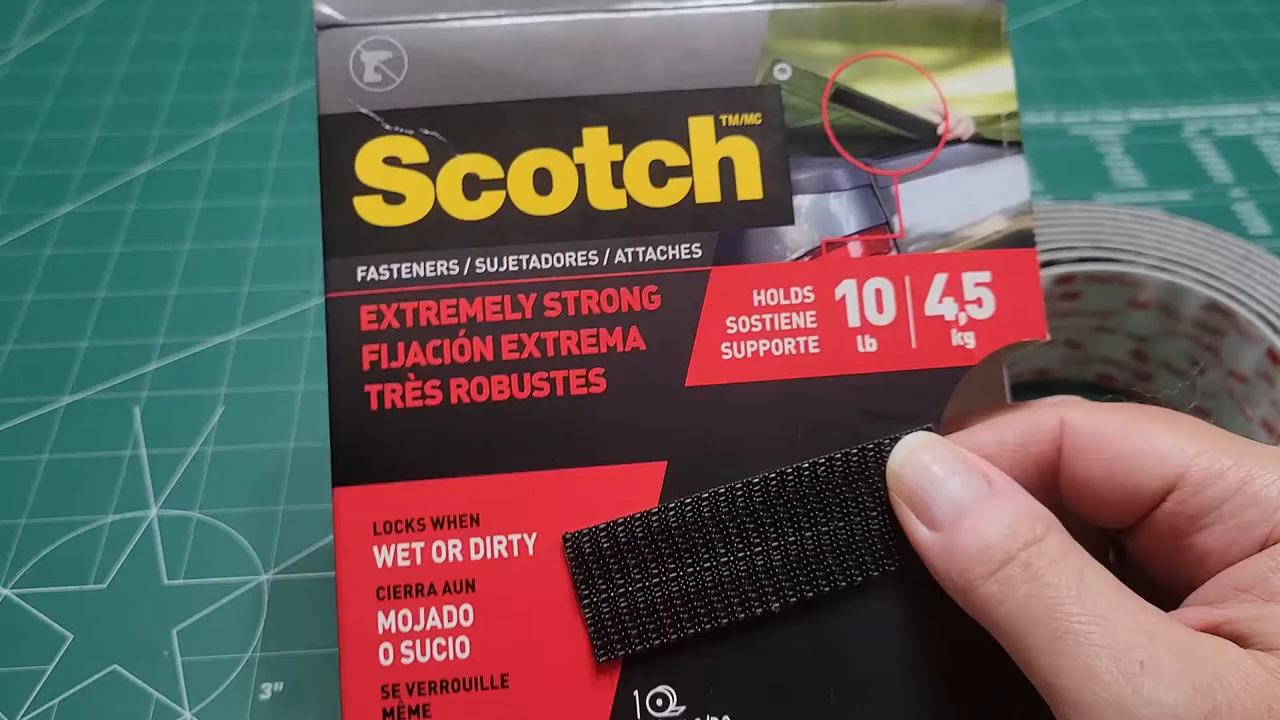 Scotch TM/MC
FASTENERS / SUJETADORES / ATTACHES
EXTREMELY STRONG
FIJACIÓN EXTREMA
TRÈS ROBUSTES
HOLDS
SOSTIENE
SUPPORTE
10 lb
4,5 kg
LOCKS WHEN
WET OR DIRTY
CIERRA AUN
MOJADO
O SUCIO
SE VERROUILLE
MÊME
1
3"